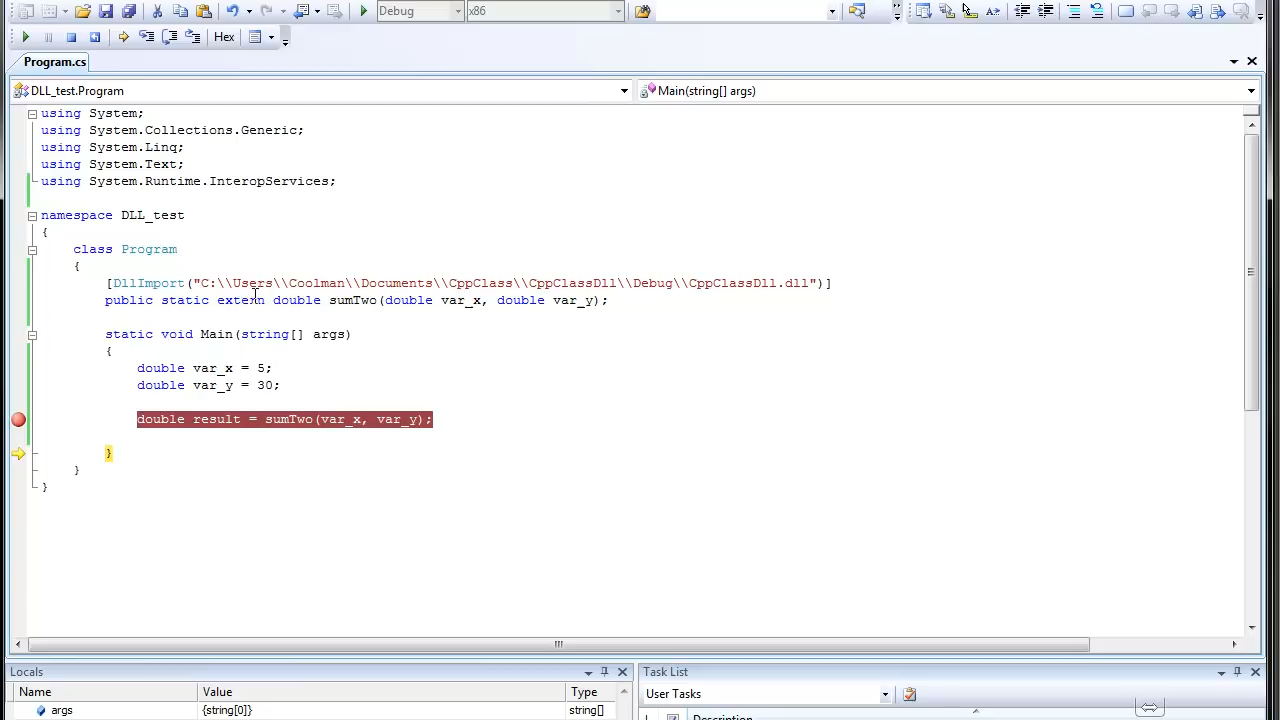 Debug x86
Hex
Program.cs
DLL_test.Program Main(string[] args)
using System;
using System.Collections.Generic;
using System.Linq;
using System.Text;
using System.Runtime.InteropServices;
namespace DLL_test
{
class Program
{
[DllImport("C:\\Users\\Coolman\\Documents\\CppClass\\CppClassDll\\Debug\\CppClassDll.dll")]
public static extern double sumTwo(double var_x, double var_y);
static void Main(string[] args)
{
double var_x = 5;
double var_y = 30;
double result = sumTwo(var_x, var_y);
}
}
}
Locals
Name Value Type
args {string[0]} string[]
Task List
User Tasks
! Description